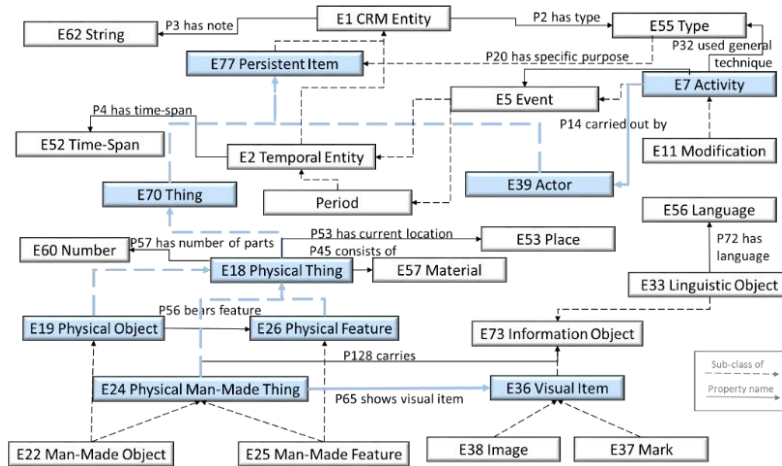 P3 has note
E1 CRM Entity
P2 has type
E55 Type
E62 String
P32 used general
technique
P20 has specific purpose
E77 Persistent Item
E7 Activity
E5 Event
P4 has time-span
P14 carried out by
E52 Time-Span
E2 Temporal Entity
E11 Modification
E70 Thing
Period
E39 Actor
E56 Language
P53 has current location
E53 Place
E60 Number
P57 has number of parts
P45 consists of
P72 has
language
E18 Physical Thing
E57 Material
E33 Linguistic Object
P56 bears feature
E19 Physical Object
E26 Physical Feature
E73 Information Object
P128 carries
Sub-class of
Property name
E24 Physical Man-Made Thing
P65 shows visual item
E36 Visual Item
E22 Man-Made Object
E25 Man-Made Feature
E38 Image
E37 Mark